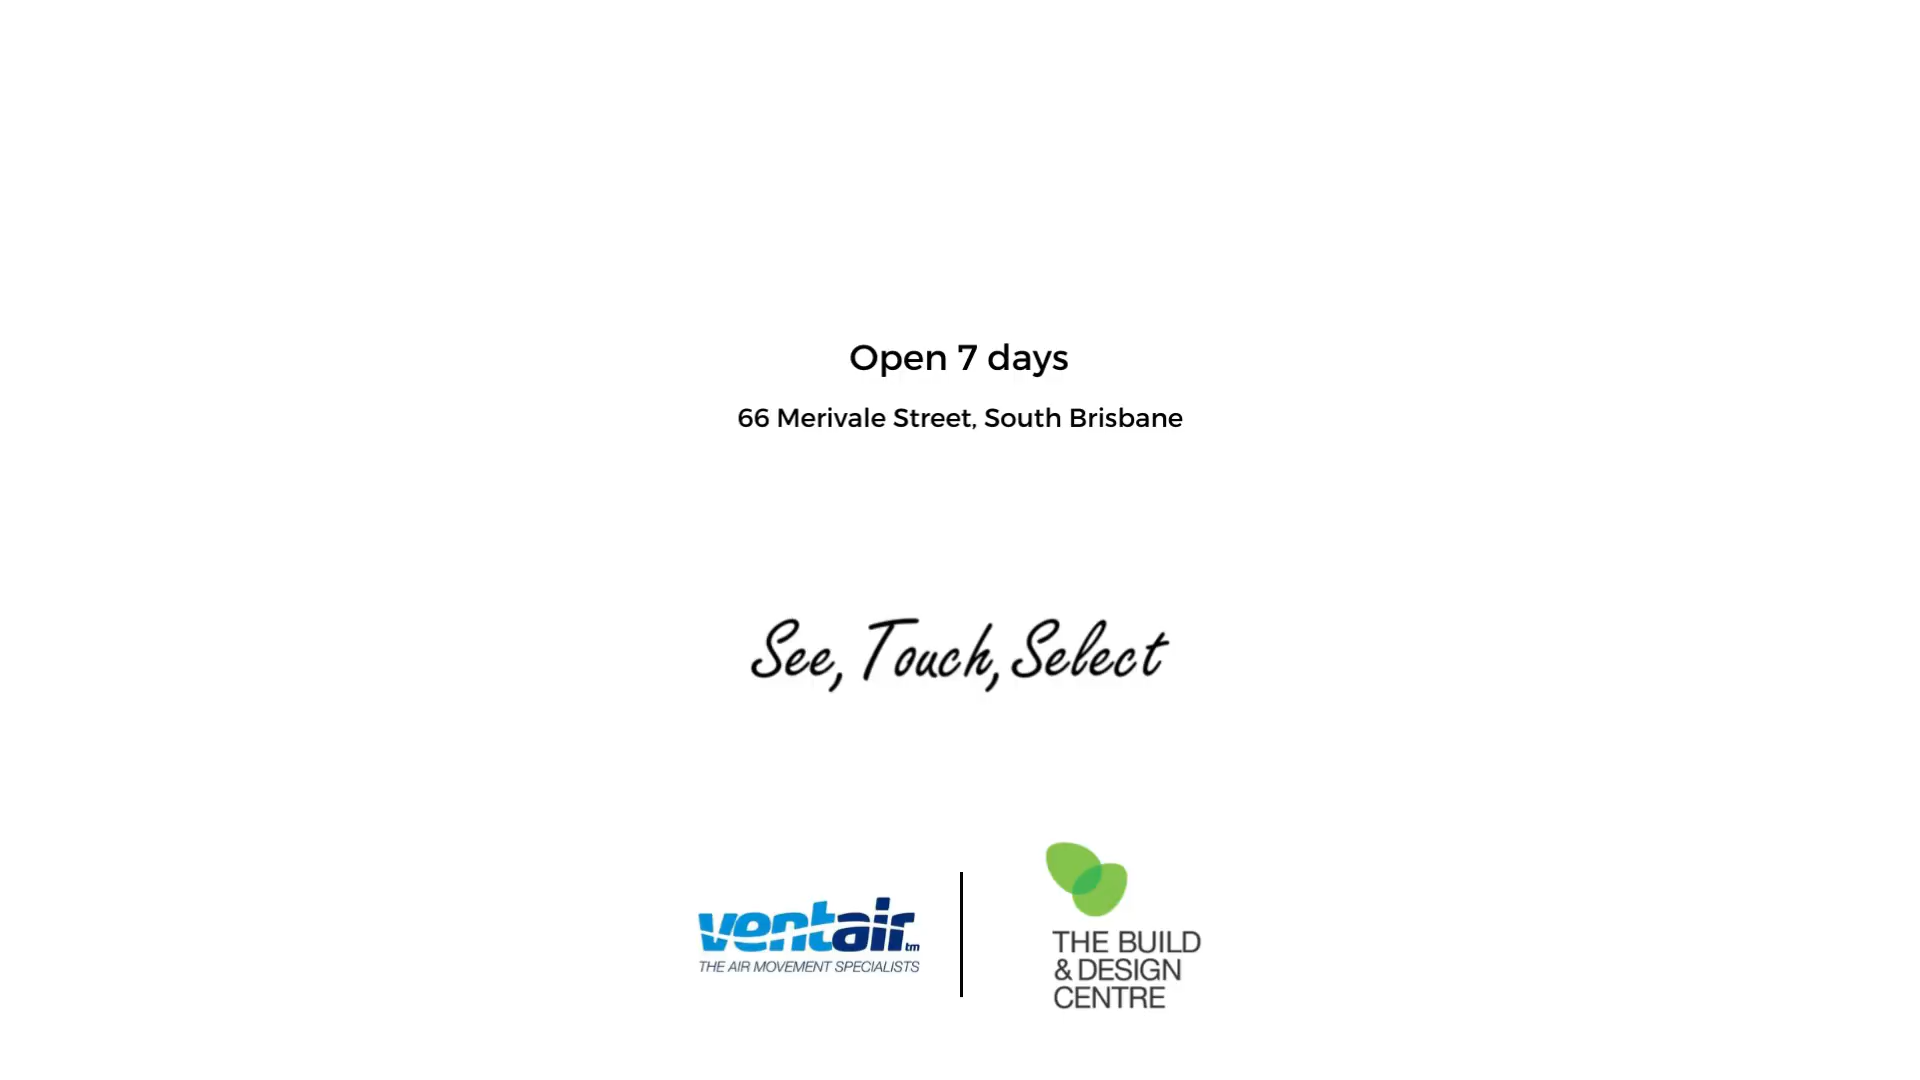 Open 7 days
66 Merivale Street, South Brisbane
See, Touch, Select
ventair tm
THE AIR MOVEMENT SPECIALISTS
THE BUILD
& DESIGN
CENTRE